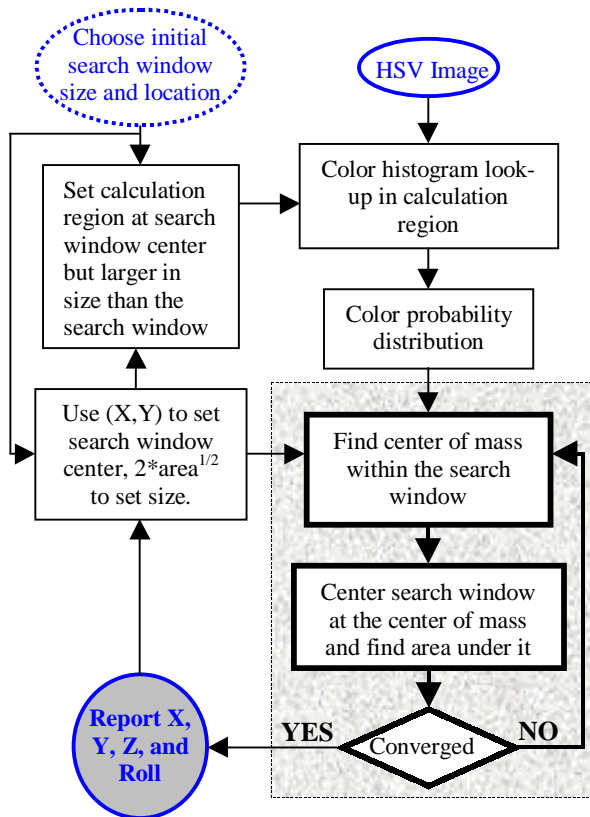 Choose initial
search window
size and location
HSV Image
Set calculation
region at search
window center
but larger in
size than the
search window
Color histogram look-
up in calculation
region
Color probability
distribution
Use (X,Y) to set
search window
center, 2*area^1/2
to set size.
Find center of mass
within the search
window
Center search window
at the center of mass
and find area under it
Report X,
Y, Z, and
Roll
YES
Converged
NO